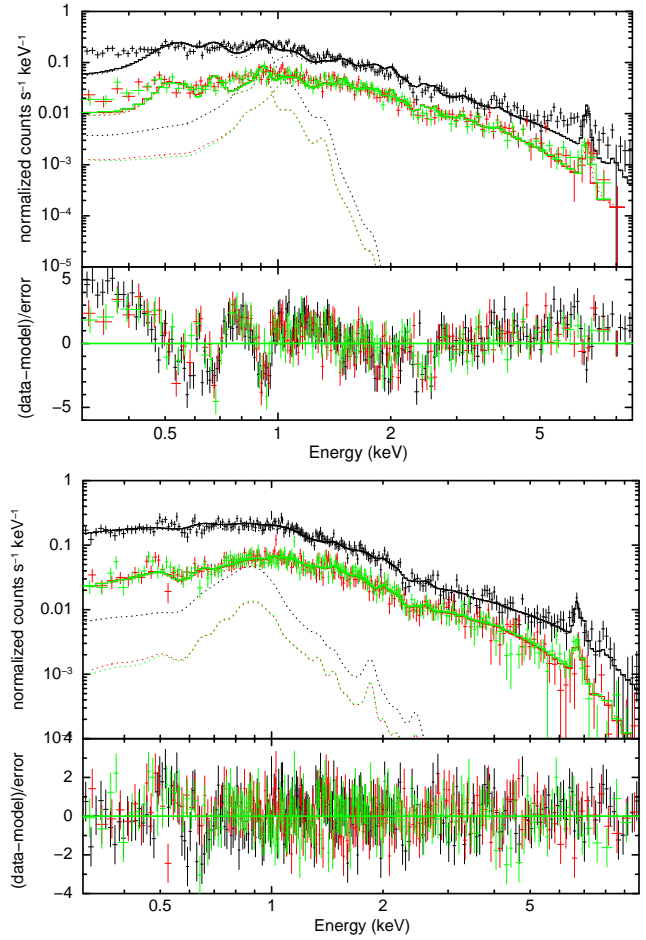 normalized counts s⁻¹ keV⁻¹
1
0.1
0.01
10⁻³
10⁻⁴
10⁻⁵
(data−model)/error
5
0
−5
0.5 1 2 5
Energy (keV)
normalized counts s⁻¹ keV⁻¹
1
0.1
0.01
10⁻³
10⁻⁴
(data−model)/error
2
0
−2
−4
0.5 1 2 5
Energy (keV)